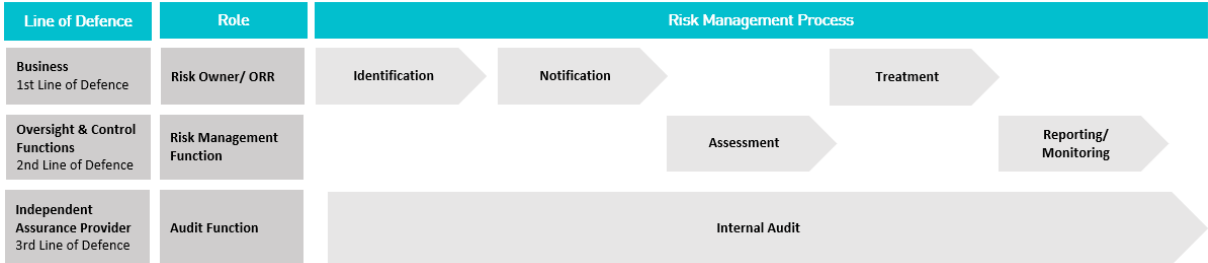 Line of Defence
Role
Risk Management Process
Business
1st Line of Defence
Risk Owner/ ORR
Identification
Notification
Treatment
Oversight & Control
Functions
2nd Line of Defence
Risk Management
Function
Assessment
Reporting/
Monitoring
Independent
Assurance Provider
3rd Line of Defence
Audit Function
Internal Audit